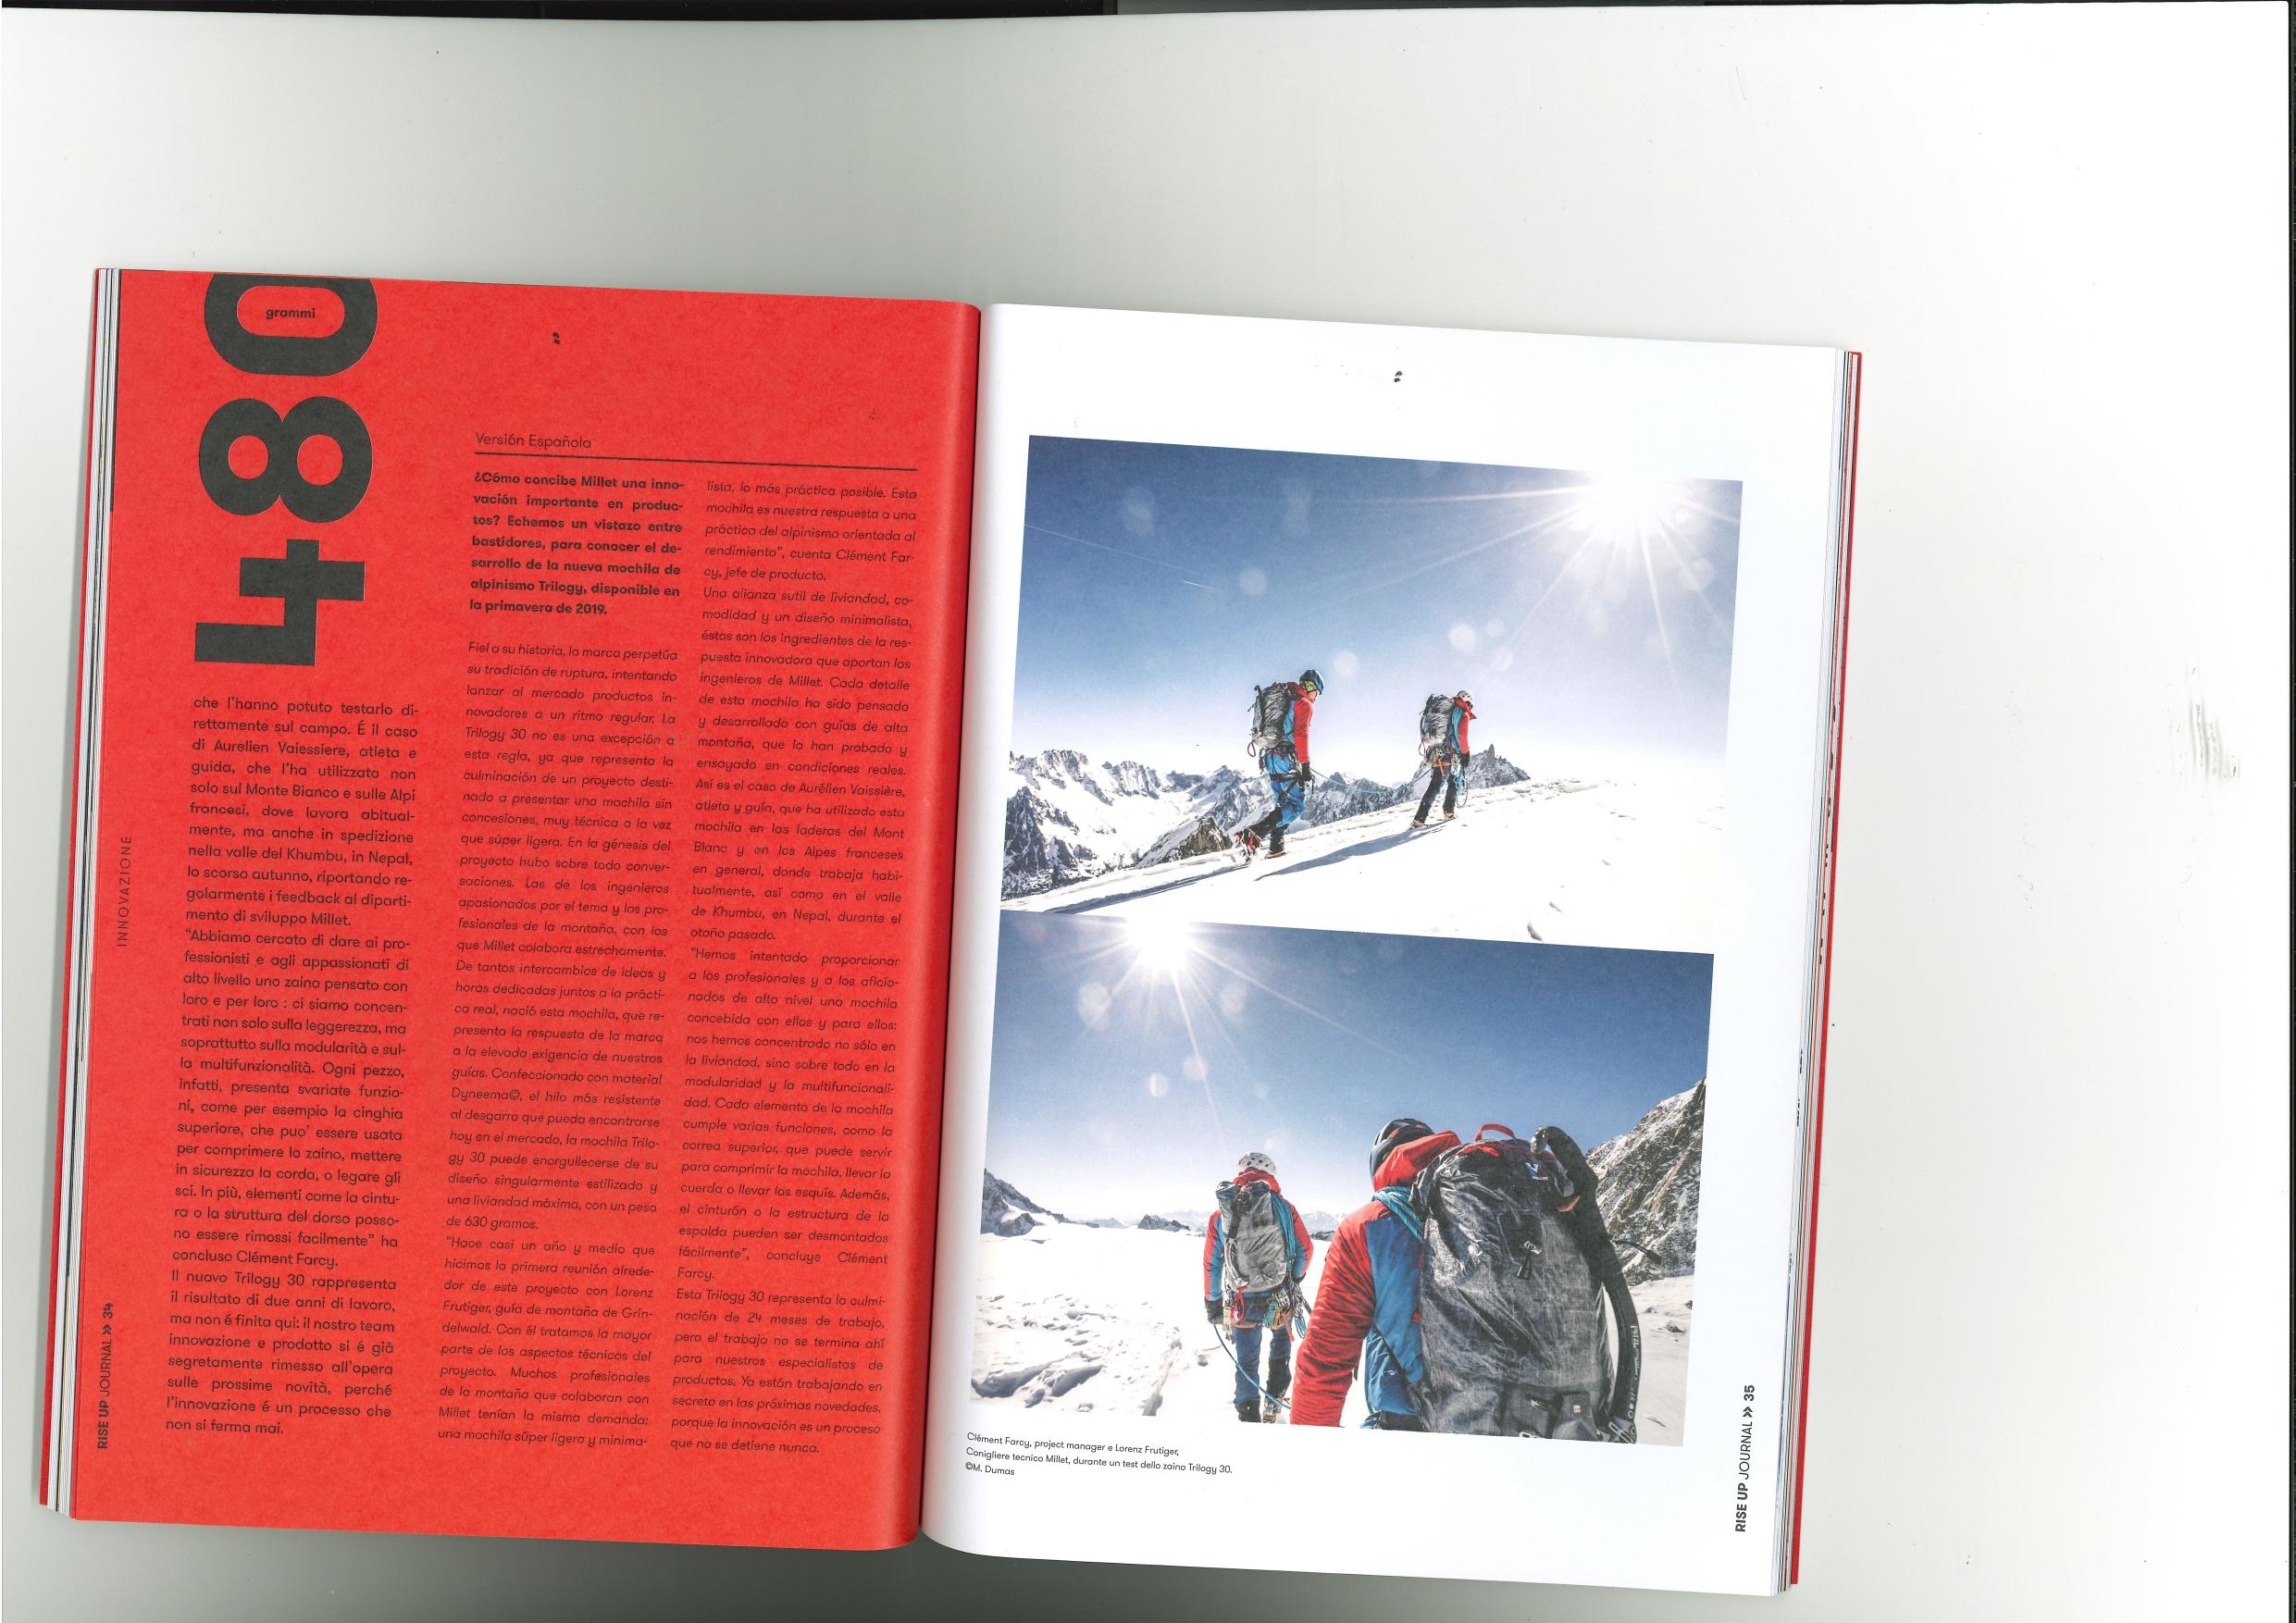 grammi
480
che l'hanno potuto testarlo di-
rettamente sul campo. É il caso
di Aurelien Vaiessiere, atleta e
guida, che l'ha utilizzato non
solo sul Monte Bianco e sulle Alpi
francesi, dove lavora abitual-
mente, ma anche in spedizione
nella valle del Khumbu, in Nepal,
lo scorso autunno, riportando re-
golarmente i feedback al diparti-
mento di sviluppo Millet.
“Abbiamo cercato di dare ai pro-
fessionisti e agli appassionati di
alto livello uno zaino pensato con
loro e per loro : ci siamo concen-
trati non solo sulla leggerezza, ma
soprattutto sulla modularità e sul-
la multifunzionalità. Ogni pezzo,
infatti, presenta svariate funzio-
ni, come per esempio la cinghia
superiore, che puo' essere usata
per comprimere lo zaino, mettere
in sicurezza la corda, o legare gli
sci. In più, elementi come la cintu-
ra o la struttura del dorso posso-
no essere rimossi facilmente” ha
concluso Clément Farcy.
Il nuovo Trilogy 30 rappresenta
il risultato di due anni di lavoro,
ma non é finita qui: il nostro team
innovazione e prodotto si é già
segretamente rimesso all'opera
sulle prossime novità, perché
l'innovazione é un processo che
non si ferma mai.
INNOVAZIONE
RISE UP JOURNAL >> 34
Versión Española
¿Cómo concibe Millet una inno-
vación importante en produc-
tos? Echemos un vistazo entre
bastidores, para conocer el de-
sarrollo de la nueva mochila de
alpinismo Trilogy, disponible en
la primavera de 2019.
Fiel a su historia, la marca perpetúa
su tradición de ruptura, intentando
lanzar al mercado productos in-
novadores a un ritmo regular. La
Trilogy 30 no es una excepción a
esta regla, ya que representa la
culminación de un proyecto desti-
nado a presentar una mochila sin
concesiones, muy técnica a la vez
que súper ligera. En la génesis del
proyecto hubo sobre todo conver-
saciones. Las de los ingenieros
apasionados por el tema y los pro-
fesionales de la montaña, con los
que Millet colabora estrechamente.
De tantos intercambios de ideas y
horas dedicadas juntos a la prácti-
ca real, nació esta mochila, que re-
presenta la respuesta de la marca
a la elevada exigencia de nuestros
guías. Confeccionado con material
Dyneema©, el hilo más resistente
al desgarro que pueda encontrarse
hoy en el mercado, la mochila Trilo-
gy 30 puede enorgullecerse de su
diseño singularmente estilizado y
una liviandad máxima, con un peso
de 630 gramos.
“Hace casi un año y medio que
hicimos la primera reunión alrede-
dor de este proyecto con Lorenz
Frutiger, guía de montaña de Grin-
delwald. Con él tratamos la mayor
parte de los aspectos técnicos del
proyecto. Muchos profesionales
de la montaña que colaboran con
Millet tenían la misma demanda:
una mochila súper ligera y minima-
lista, lo más práctica posible. Esta
mochila es nuestra respuesta a una
práctica del alpinismo orientada al
rendimiento”, cuenta Clément Far-
cy, jefe de producto.
Una alianza sutil de liviandad, co-
modidad y un diseño minimalista,
éstos son los ingredientes de la res-
puesta innovadora que aportan los
ingenieros de Millet. Cada detalle
de esta mochila ha sido pensado
y desarrollado con guías de alta
montaña, que la han probado y
ensayado en condiciones reales.
Así es el caso de Aurélien Vaissière,
atleta y guía, que ha utilizado esta
mochila en las laderas del Mont
Blanc y en los Alpes franceses
en general, donde trabaja habi-
tualmente, así como en el valle
de Khumbu, en Nepal, durante el
otoño pasado.
“Hemos intentado proporcionar
a los profesionales y a los aficio-
nados de alto nivel una mochila
concebida con ellos y para ellos:
nos hemos concentrado no sólo en
la liviandad, sino sobre todo en la
modularidad y la multifuncionali-
dad. Cada elemento de la mochila
cumple varias funciones, como la
correa superior, que puede servir
para comprimir la mochila, llevar la
cuerda o llevar los esquís. Además,
el cinturón o la estructura de la
espalda pueden ser desmontados
fácilmente”, concluye Clément
Farcy.
Esta Trilogy 30 representa la culmi-
nación de 24 meses de trabajo,
pero el trabajo no se termina ahí
para nuestros especialistas de
productos. Ya están trabajando en
secreto en las próximas novedades,
porque la innovación es un proceso
que no se detiene nunca.
Clément Farcy, project manager e Lorenz Frutiger,
Conigliere tecnico Millet, durante un test dello zaino Trilogy 30.
©M. Dumas
RISE UP JOURNAL >> 35